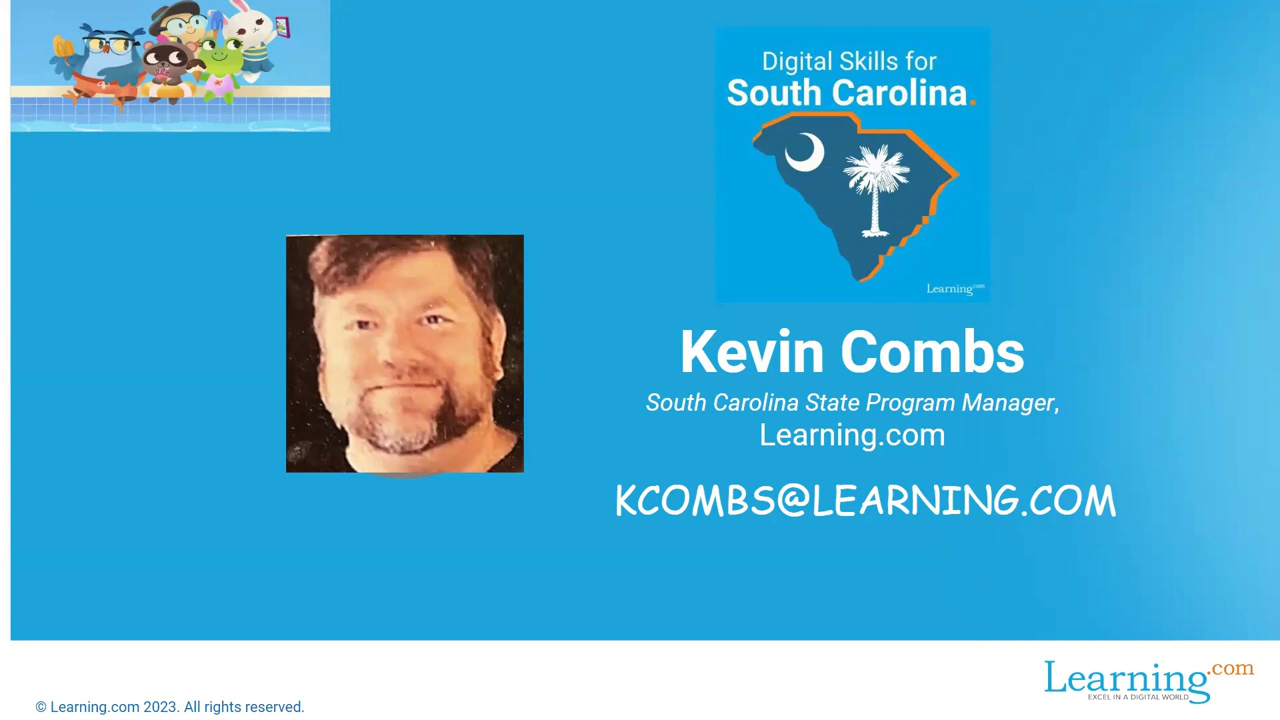 Digital Skills for
South Carolina.
Learning.com
Kevin Combs
South Carolina State Program Manager,
Learning.com
KCOMBS@LEARNING.COM
Learning.com
EXCEL IN A DIGITAL WORLD
© Learning.com 2023. All rights reserved.